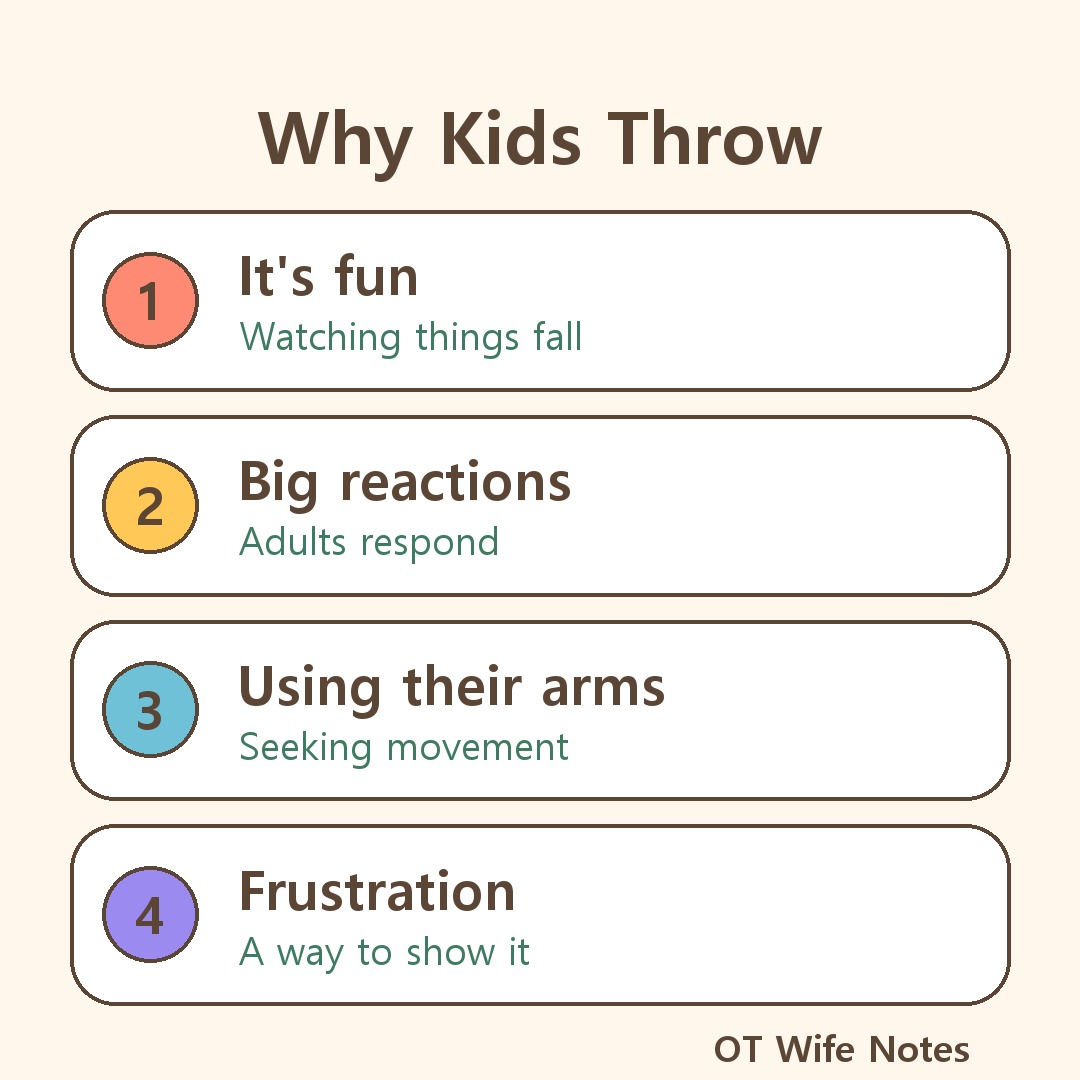 Why Kids Throw
1
It's fun
Watching things fall
2
Big reactions
Adults respond
3
Using their arms
Seeking movement
4
Frustration
A way to show it
OT Wife Notes